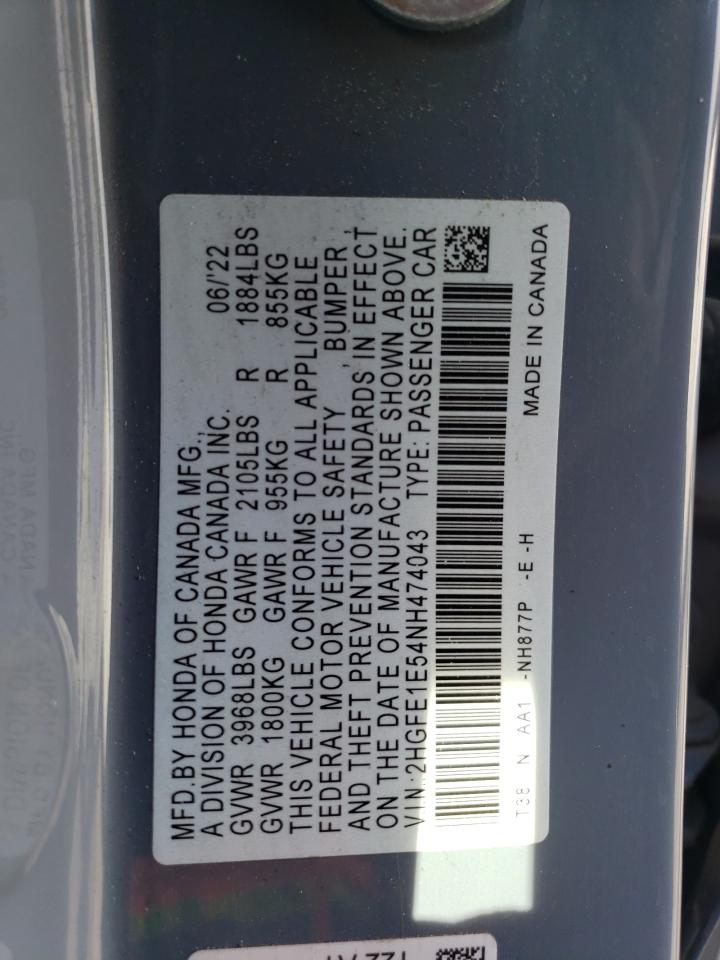 MFD.BY HONDA OF CANADA MFG.,
A DIVISION OF HONDA CANADA INC. 06/'22
GVWR 3968LBS GAWR F 2105LBS R 1884LBS
GVWR 1800KG GAWR F 955KG R 855KG
THIS VEHICLE CONFORMS TO ALL APPLICABLE
FEDERAL MOTOR VEHICLE SAFETY , BUMPER ,
AND THEFT PREVENTION STANDARDS IN EFFECT
ON THE DATE OF MANUFACTURE SHOWN ABOVE.
VIN:2HGFE1E54NH474043 TYPE: PASSENGER CAR
T38 N AA1 -NH877P -E -H MADE IN CANADA